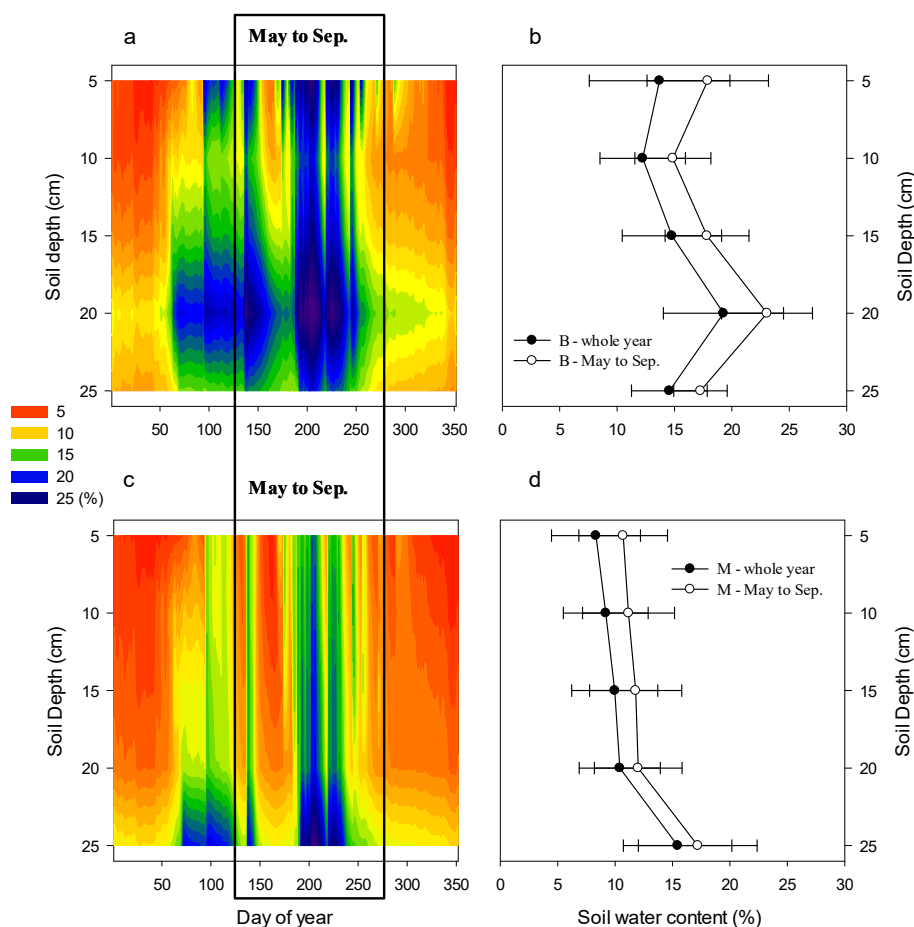 a
May to Sep.
b
5
10
15
20
25
Soil depth (cm)
50 100 150 200 250 300 350
5
10
15
20
25 (%)
B - whole year
B - May to Sep.
0 5 10 15 20 25 30
5
10
15
20
25
Soil Depth (cm)
c
May to Sep.
d
5
10
15
20
25
Soil Depth (cm)
50 100 150 200 250 300 350
Day of year
M - whole year
M - May to Sep.
0 5 10 15 20 25 30
Soil water content (%)
5
10
15
20
25
Soil Depth (cm)